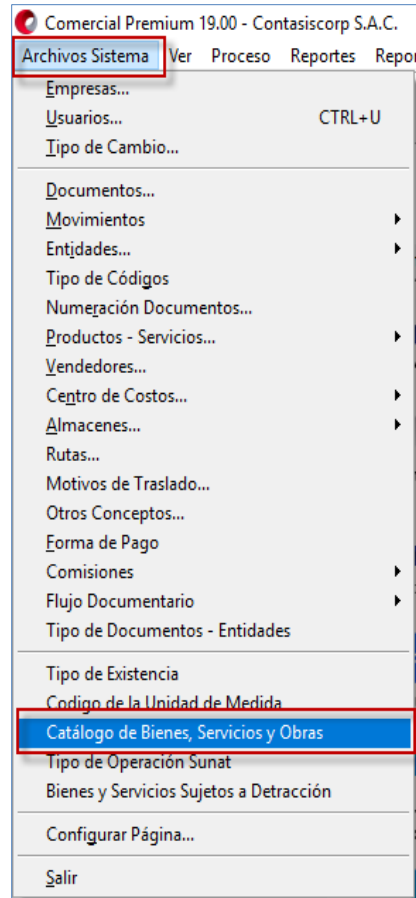 Comercial Premium 19.00 - Contasiscorp S.A.C.
Archivos Sistema Ver Proceso Reportes Repo
Empresas...
Usuarios... CTRL+U
Tipo de Cambio...
Documentos...
Movimientos
Entidades...
Tipo de Códigos
Numeración Documentos...
Productos - Servicios...
Vendedores...
Centro de Costos...
Almacenes...
Rutas...
Motivos de Traslado...
Otros Conceptos...
Forma de Pago
Comisiones
Flujo Documentario
Tipo de Documentos - Entidades
Tipo de Existencia
Codigo de la Unidad de Medida
Catálogo de Bienes, Servicios y Obras
Tipo de Operación Sunat
Bienes y Servicios Sujetos a Detracción
Configurar Página...
Salir